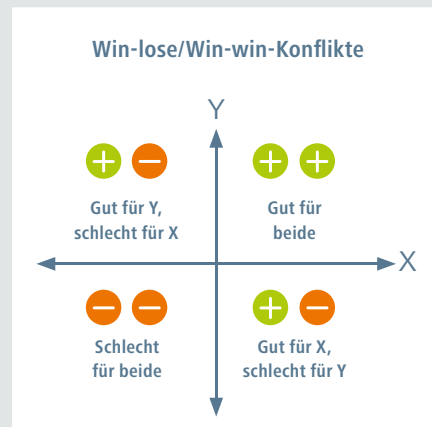 Win-lose/Win-win-Konflikte
Y
Gut für Y,
schlecht für X
Gut für
beide
X
Schlecht
für beide
Gut für X,
schlecht für Y